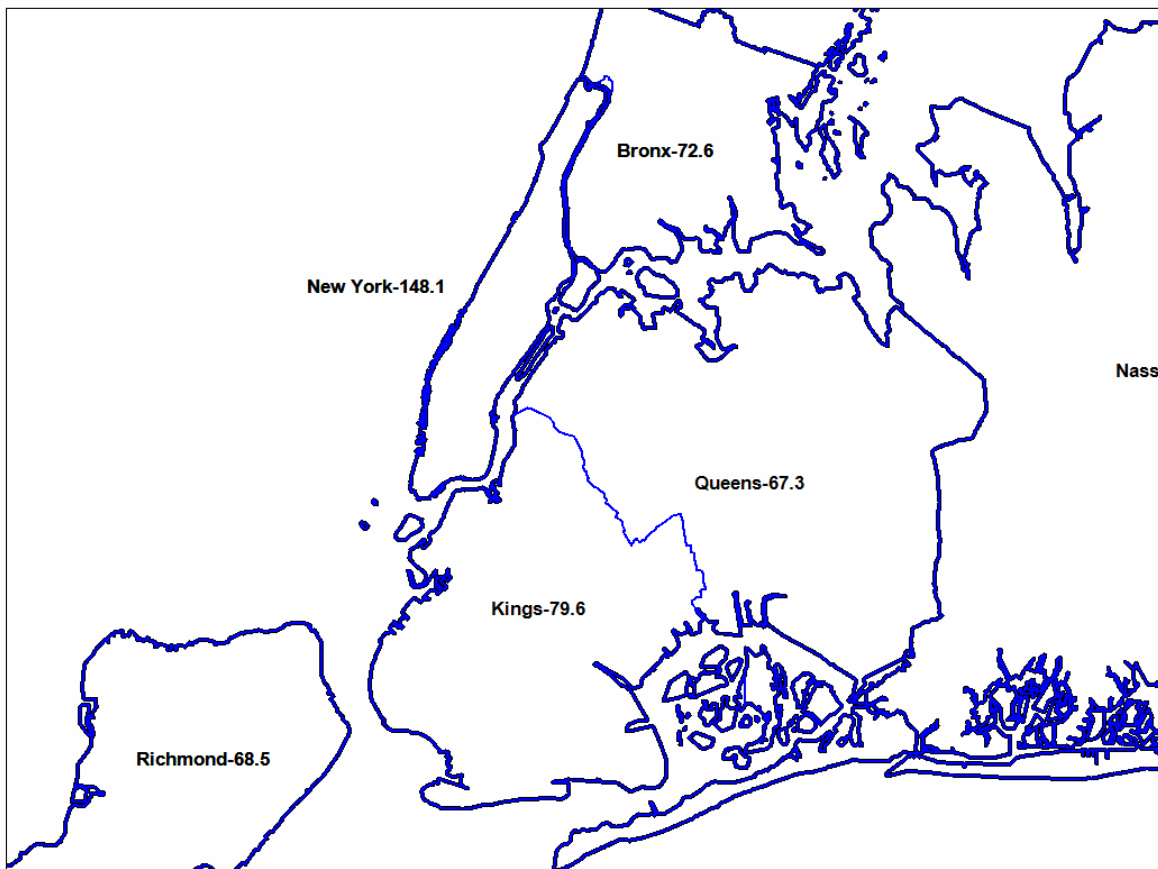 Bronx-72.6
New York-148.1
Nass
Queens-67.3
Kings-79.6
Richmond-68.5